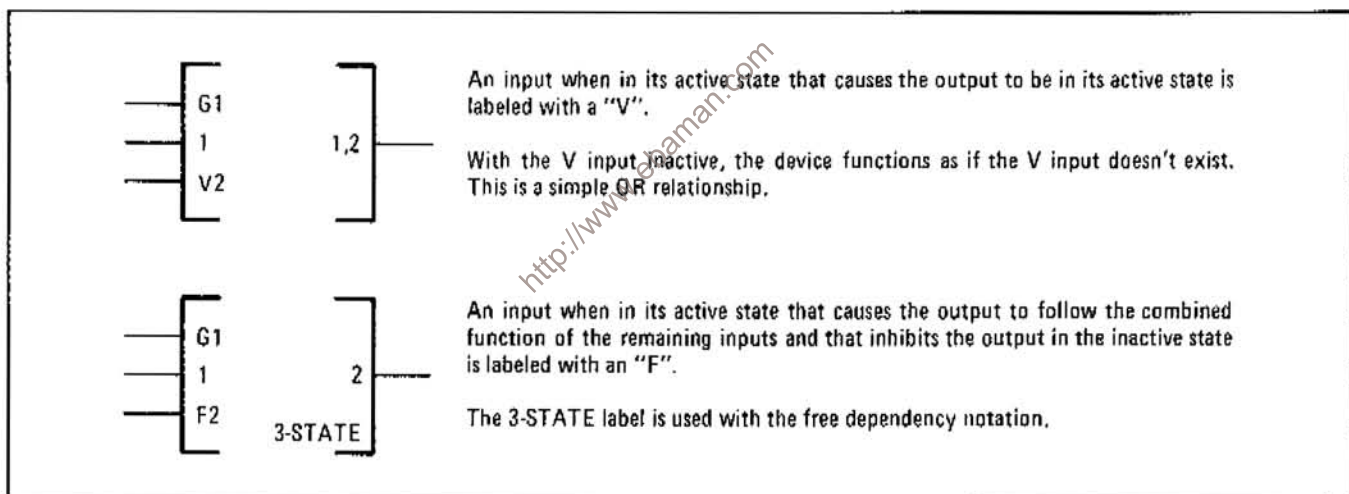 G1
1
V2
1,2
An input when in its active state that causes the output to be in its active state is
labeled with a "V".
With the V input inactive, the device functions as if the V input doesn't exist.
This is a simple OR relationship.
G1
1
F2
2
3-STATE
An input when in its active state that causes the output to follow the combined
function of the remaining inputs and that inhibits the output in the inactive state
is labeled with an "F".
The 3-STATE label is used with the free dependency notation.
http://www.ebaman.com